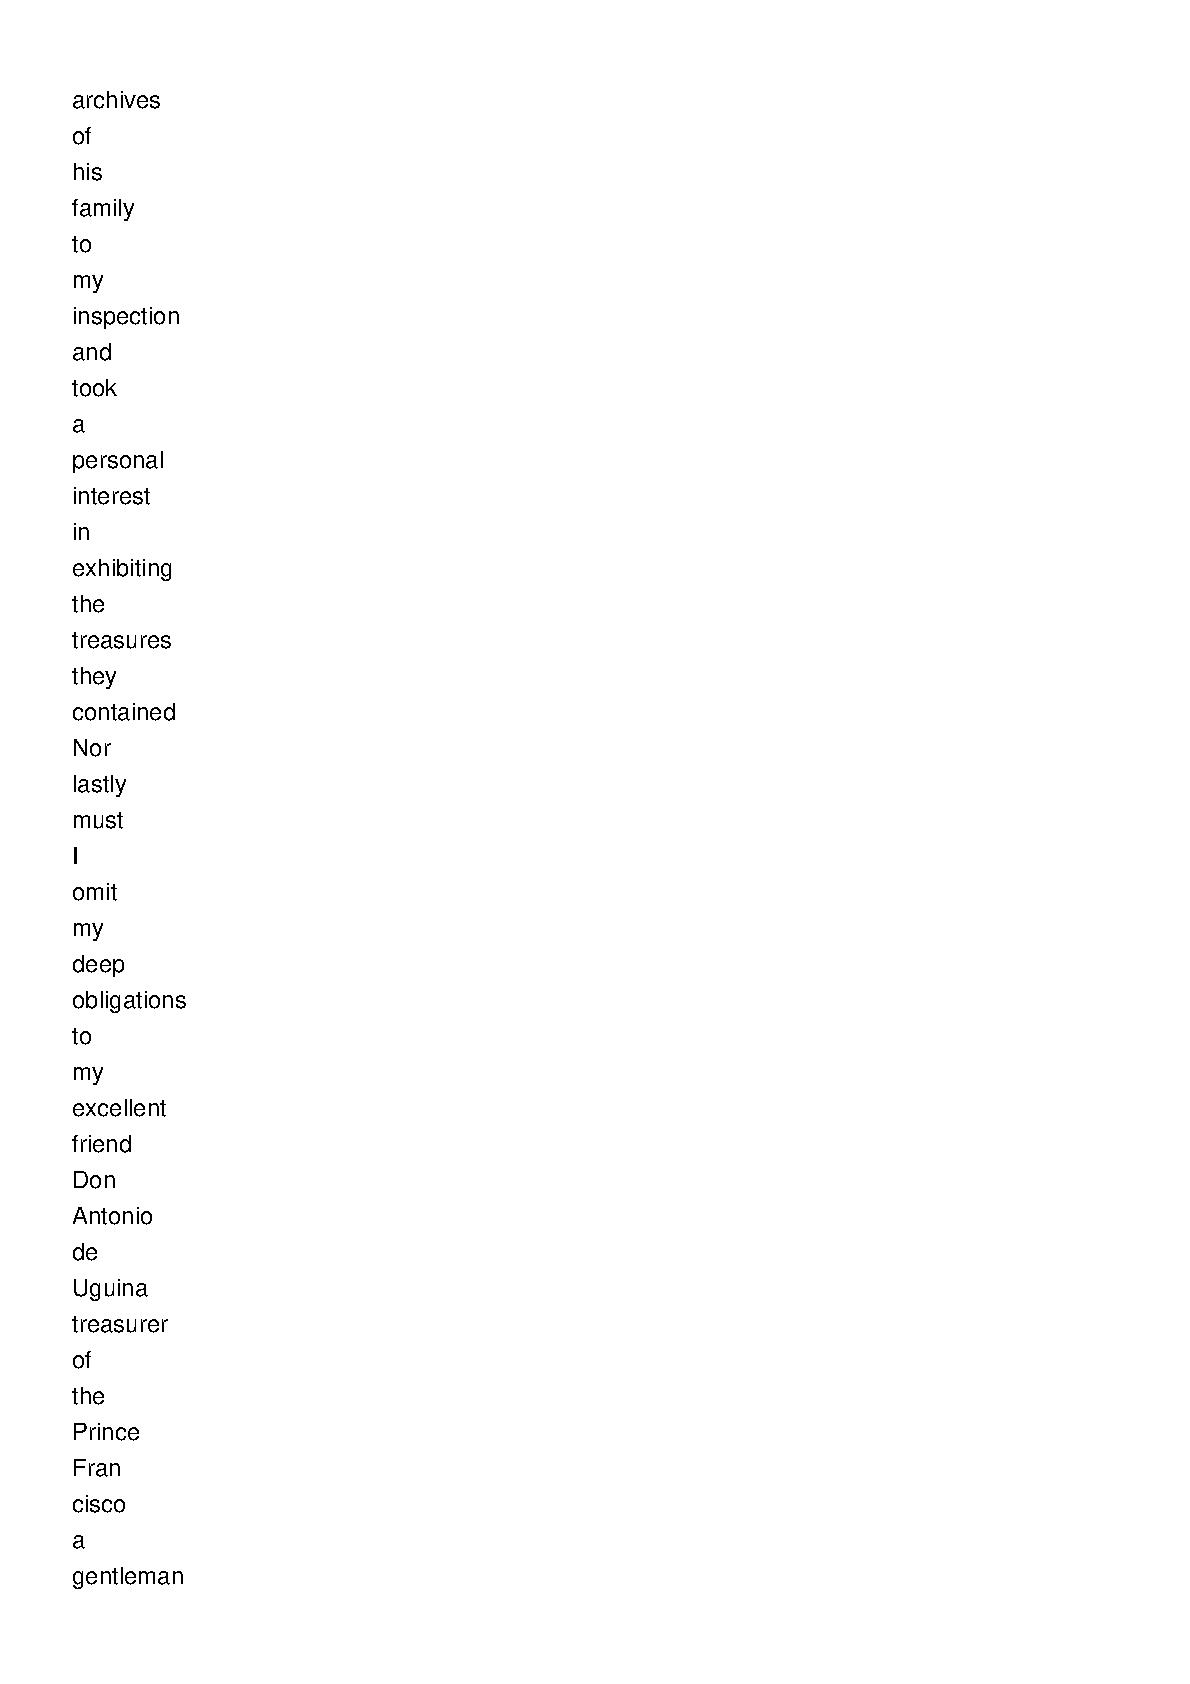 archives
of
his
family
to
my
inspection
and
took
a
personal
interest
in
exhibiting
the
treasures
they
contained
Nor
lastly
must
I
omit
my
deep
obligations
to
my
excellent
friend
Don
Antonio
de
Uguina
treasurer
of
the
Prince
Fran
cisco
a
gentleman